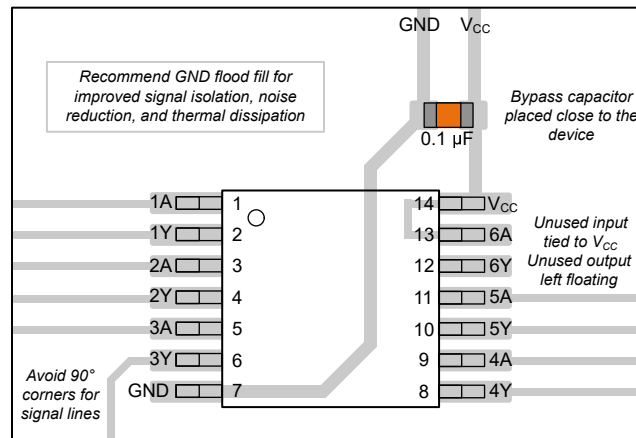 GND V_CC
Recommend GND flood fill for
improved signal isolation, noise
reduction, and thermal dissipation
Bypass capacitor
placed close to the
device
0.1 µF
1A 1 14 V_CC
1Y 2 13 6A
2A 3 12 6Y
2Y 4 11 5A
3A 5 10 5Y
3Y 6 9 4A
GND 7 8 4Y
Unused input
tied to V_CC
Unused output
left floating
Avoid 90°
corners for
signal lines